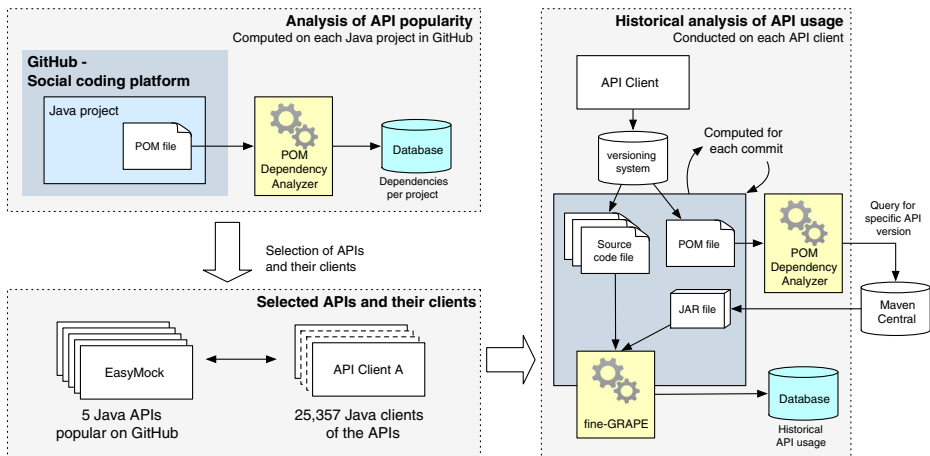 Analysis of API popularity
Computed on each Java project in GitHub
GitHub -
Social coding platform
Java project
POM file
POM
Dependency
Analyzer
Database
Dependencies
per project
Selection of APIs
and their clients
Selected APIs and their clients
EasyMock
5 Java APIs
popular on GitHub
API Client A
25,357 Java clients
of the APIs
Historical analysis of API usage
Conducted on each API client
API Client
versioning
system
Computed for
each commit
Source
code file
POM file
POM
Dependency
Analyzer
Query for
specific API
version
JAR file
Maven
Central
fine-GRAPE
Database
Historical
API usage